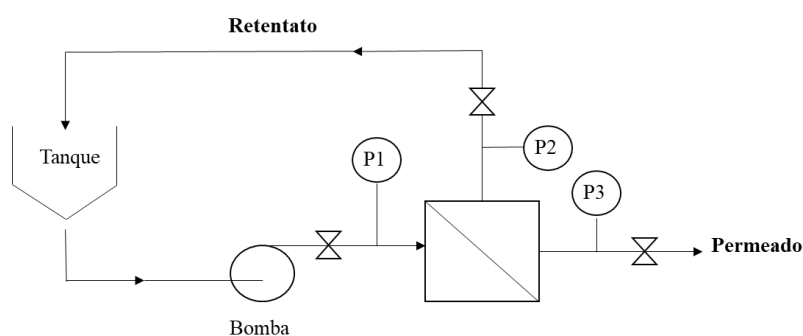 Retentato
Tanque
P1
P2
P3
Permeado
Bomba